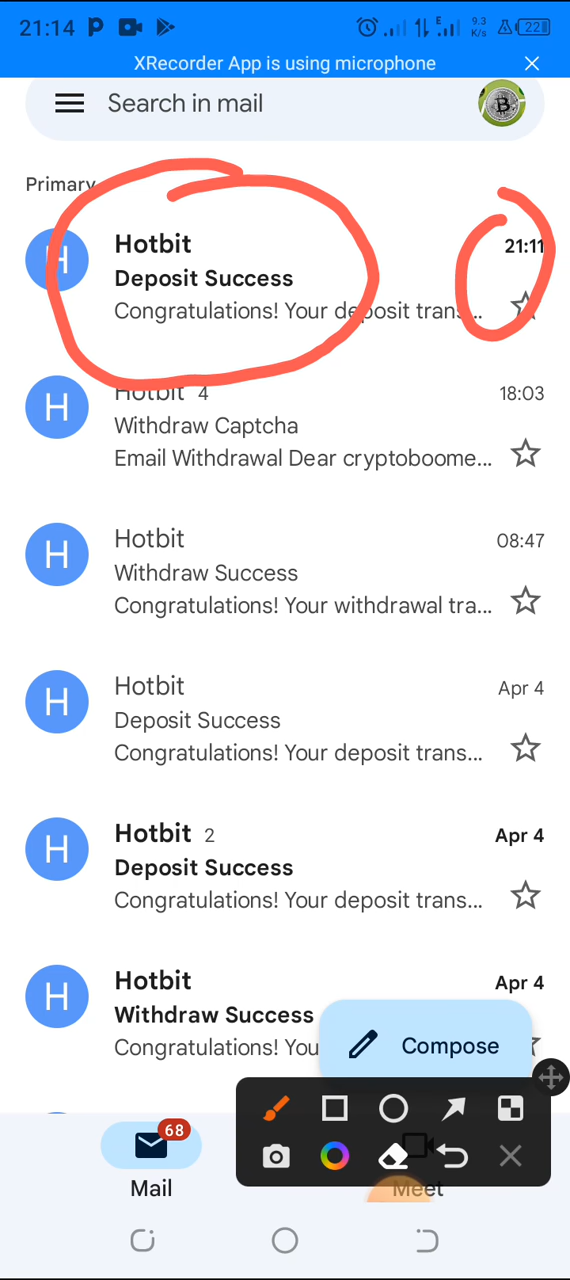 21:14
9.3
K/s
E
22
XRecorder App is using microphone
Search in mail
Primary
H
Hotbit
21:11
Deposit Success
Congratulations! Your deposit trans...
H
Hotbit 4
18:03
Withdraw Captcha
Email Withdrawal Dear cryptoboome...
H
Hotbit
08:47
Withdraw Success
Congratulations! Your withdrawal tra...
H
Hotbit
Apr 4
Deposit Success
Congratulations! Your deposit trans...
H
Hotbit 2
Apr 4
Deposit Success
Congratulations! Your deposit trans...
H
Hotbit
Apr 4
Withdraw Success
Congratulations! You
Compose
68
Mail
Meet